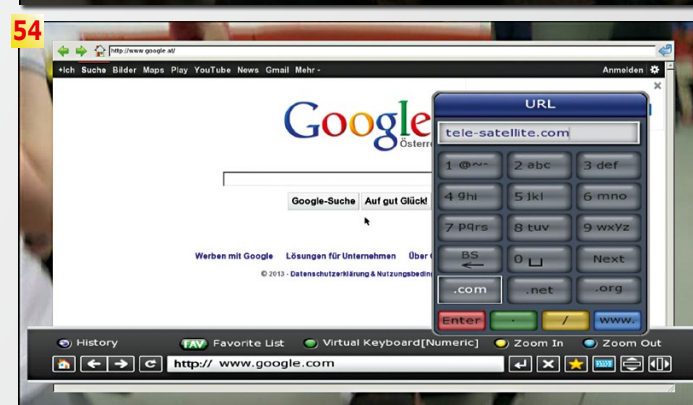 54
http://www.google.at/
+Ich Suche Bilder Maps Play YouTube News Gmail Mehr - Anmelden
Google
Google-Suche Auf gut Glück!
Werben mit Google Lösungen für Unternehmen Über
© 2013 - Datenschutzerklärung & Nutzungsbedin
URL
tele-satellite.com
1 @~- 2 abc 3 def
4 ghi 5 jkl 6 mno
7 pqrs 8 tuv 9 wxyz
BS 0 Next
.com .net .org
Enter . / www.
History FAV Favorite List Virtual Keyboard[Numeric] Zoom In Zoom Out
http:// www.google.com